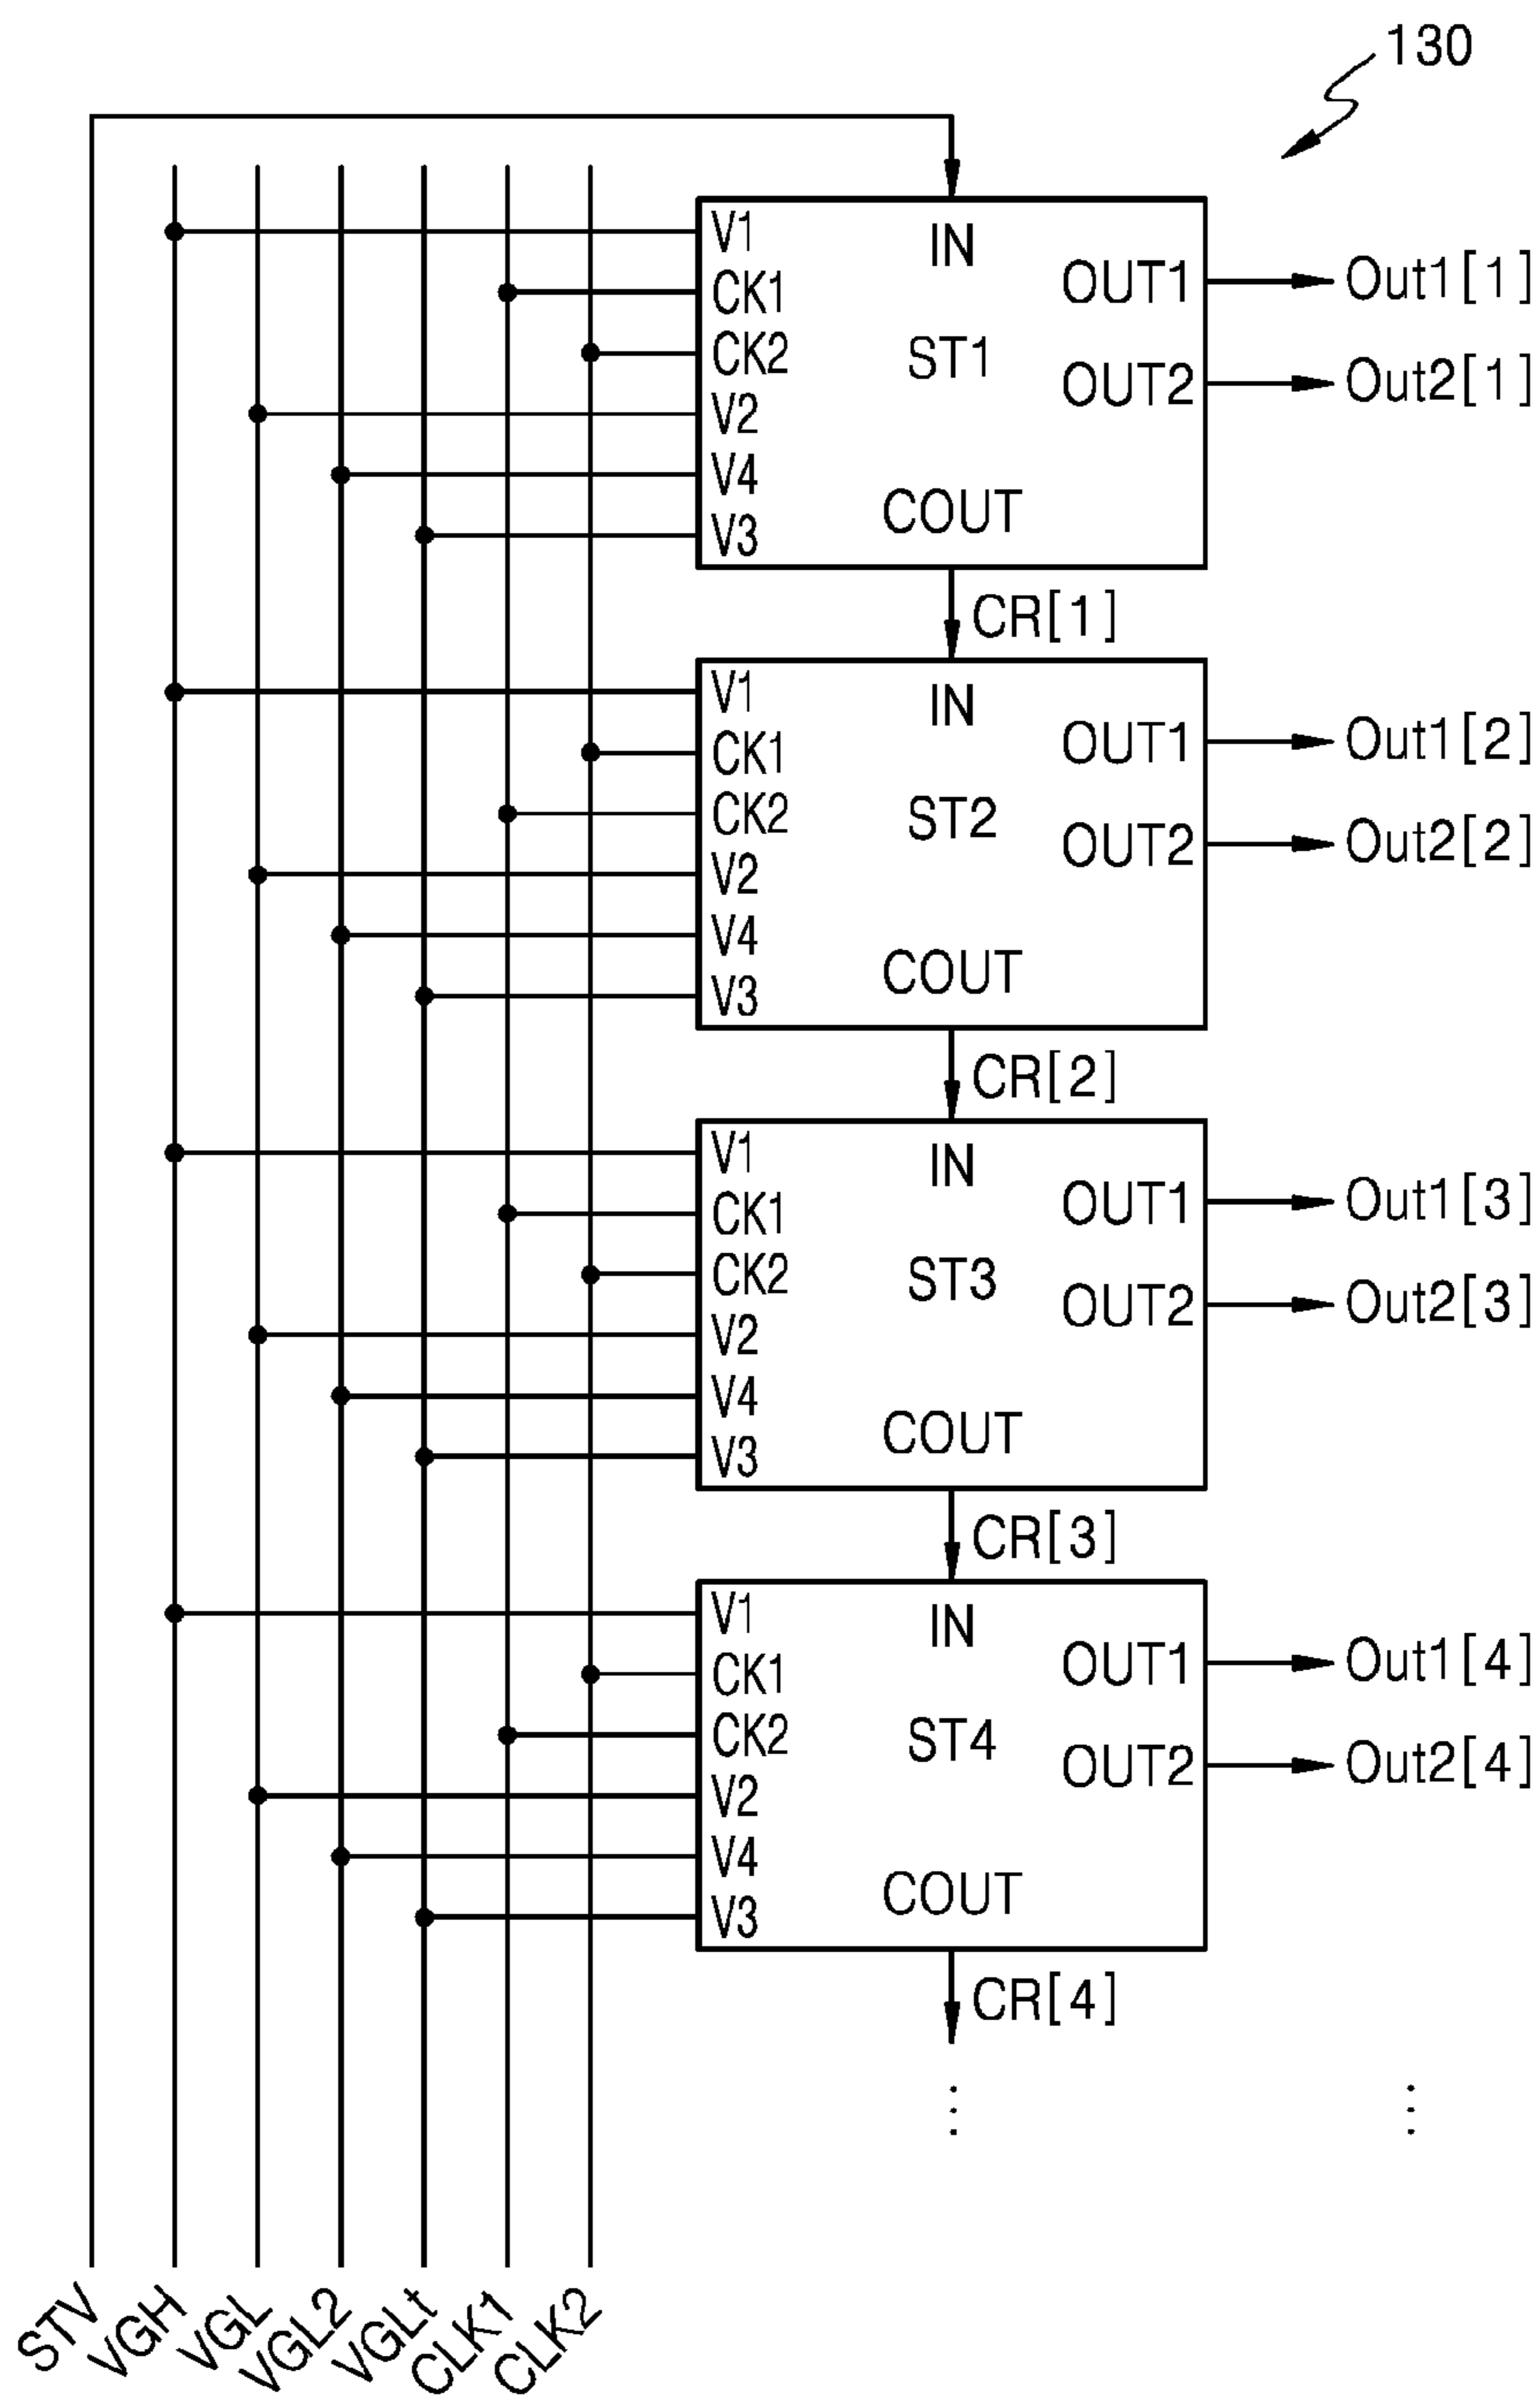 130
V1
IN
CK1
OUT1
Out1[1]
CK2
ST1
OUT2
Out2[1]
V2
V4
COUT
V3
CR[1]
V1
IN
CK1
OUT1
Out1[2]
CK2
ST2
OUT2
Out2[2]
V2
V4
COUT
V3
CR[2]
V1
IN
CK1
OUT1
Out1[3]
CK2
ST3
OUT2
Out2[3]
V2
V4
COUT
V3
CR[3]
V1
IN
CK1
OUT1
Out1[4]
CK2
ST4
OUT2
Out2[4]
V2
V4
COUT
V3
CR[4]
STV
VGH
VGL
VGL2
VGLt
CLK1
CLK2